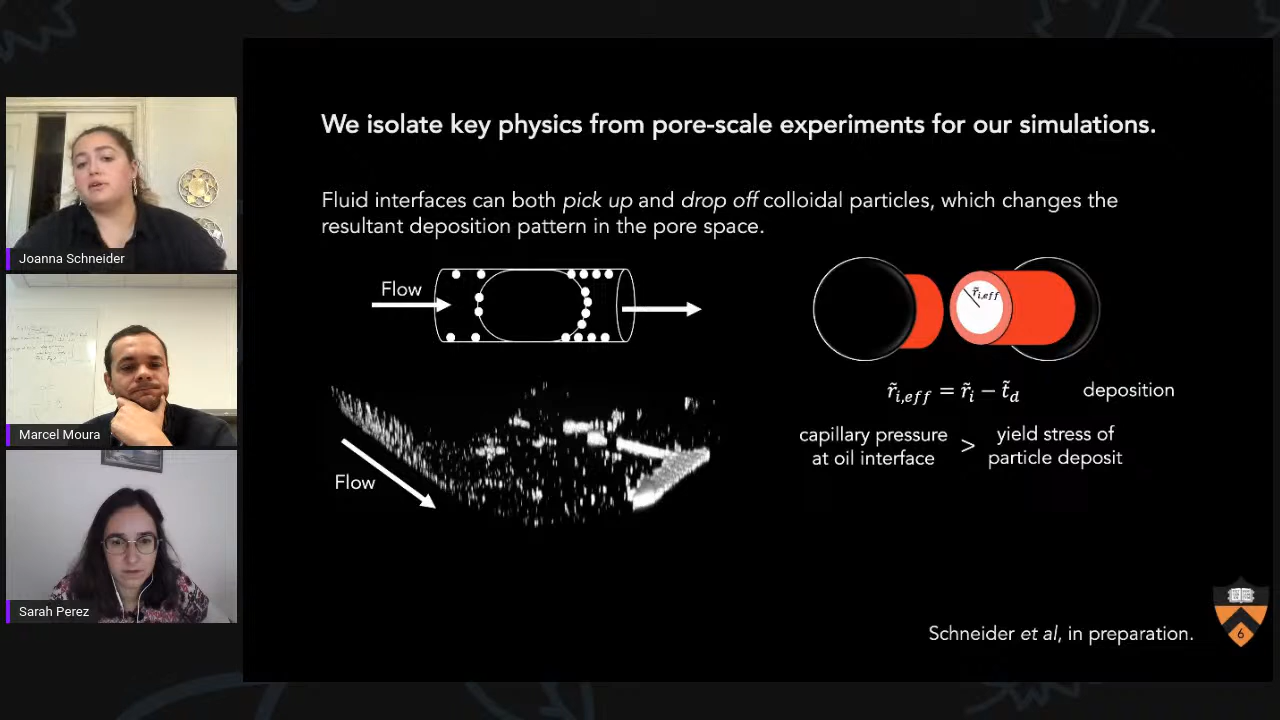 We isolate key physics from pore-scale experiments for our simulations.
Fluid interfaces can both pick up and drop off colloidal particles, which changes the
resultant deposition pattern in the pore space.
Flow
r̃i,eff
r̃i,eff = r̃i − t̃d
deposition
capillary pressure
at oil interface
>
yield stress of
particle deposit
Flow
Schneider et al, in preparation.
6
Joanna Schneider
Marcel Moura
Sarah Perez